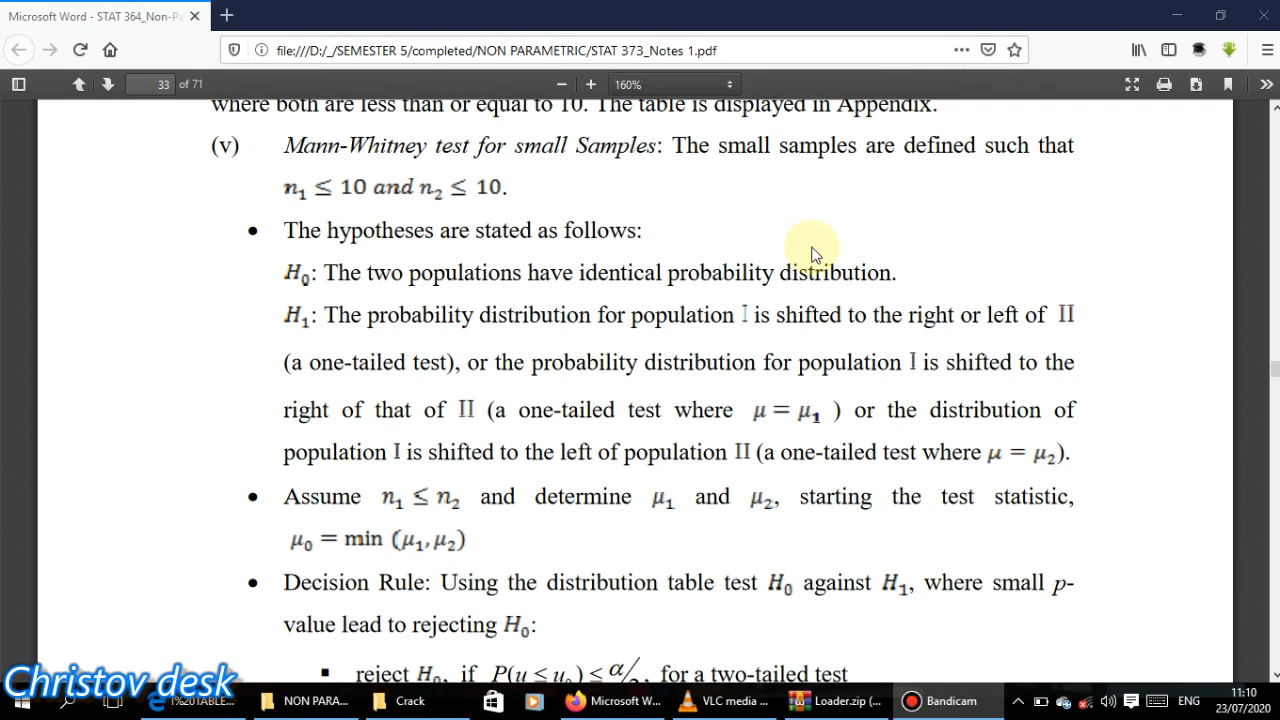 Microsoft Word - STAT 364_Non-Pa
file:///D:/_/SEMESTER 5/completed/NON PARAMETRIC/STAT 373_Notes 1.pdf
33 of 71
160%
where both are less than or equal to 10. The table is displayed in Appendix.
(v) Mann-Whitney test for small Samples: The small samples are defined such that
n₁ ≤ 10 and n₂ ≤ 10.
• The hypotheses are stated as follows:
H₀: The two populations have identical probability distribution.
H₁: The probability distribution for population I is shifted to the right or left of II
(a one-tailed test), or the probability distribution for population I is shifted to the
right of that of II (a one-tailed test where μ = μ₁ ) or the distribution of
population I is shifted to the left of population II (a one-tailed test where μ = μ₂).
• Assume n₁ ≤ n₂ and determine μ₁ and μ₂, starting the test statistic,
μ₀ = min (μ₁, μ₂)
• Decision Rule: Using the distribution table test H₀ against H₁, where small p-
value lead to rejecting H₀:
▪ reject H₀, if P(u ≤ u₀) ≤ α/2, for a two-tailed test
Christov desk
1%20TABLE...
NON PARA...
Crack
Microsoft W...
VLC media ...
Loader.zip (...
Bandicam
ENG
11:10
23/07/2020